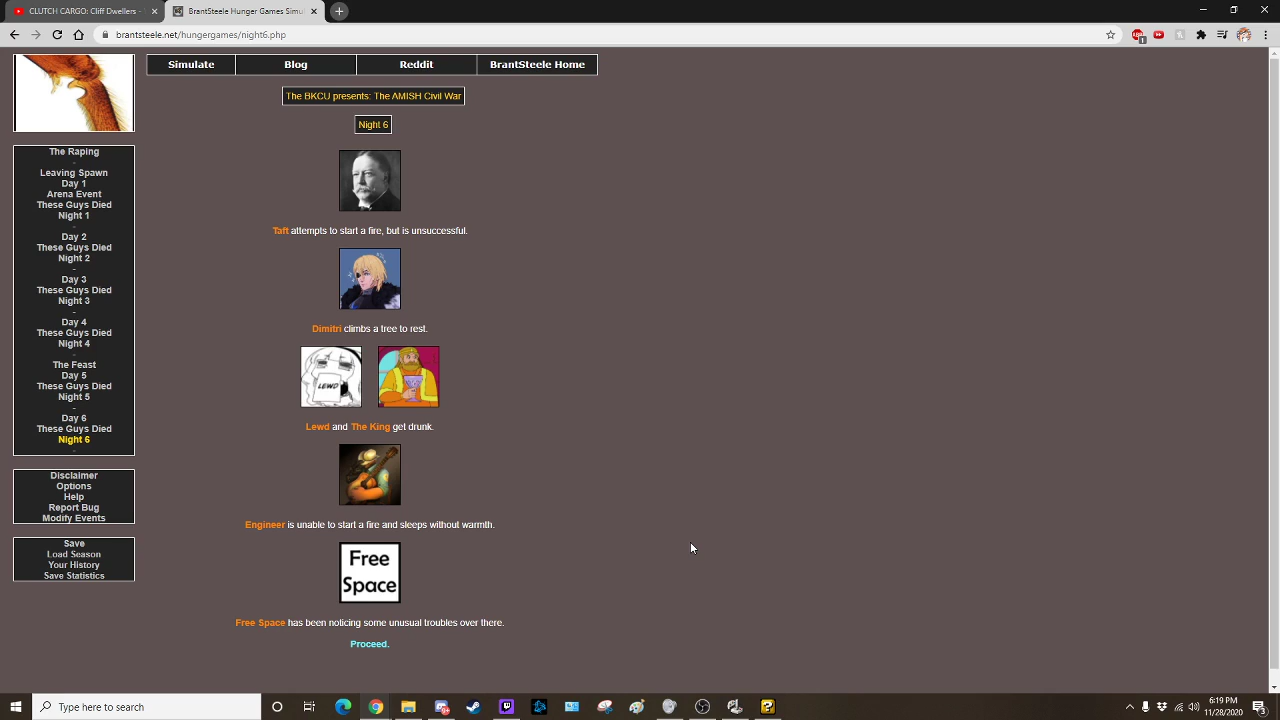 CLUTCH CARGO: Cliff Dwellers -
BrantSteele Hunger Games Simul
brantsteele.net/hungergames/night6.php
1
Simulate
Blog
Reddit
BrantSteele Home
The BKCU presents: The AMISH Civil War
Night 6
The Raping
-
Leaving Spawn
Day 1
Arena Event
These Guys Died
Night 1
-
Day 2
These Guys Died
Night 2
-
Day 3
These Guys Died
Night 3
-
Day 4
These Guys Died
Night 4
-
The Feast
Day 5
These Guys Died
Night 5
-
Day 6
These Guys Died
Night 6
-
Disclaimer
Options
Help
Report Bug
Modify Events
Save
Load Season
Your History
Save Statistics
Taft attempts to start a fire, but is unsuccessful.
Dimitri climbs a tree to rest.
LEWD
Lewd and The King get drunk.
Engineer is unable to start a fire and sleeps without warmth.
Free
Space
Free Space has been noticing some unusual troubles over there.
Proceed.
Type here to search
6:19 PM
11/28/2020